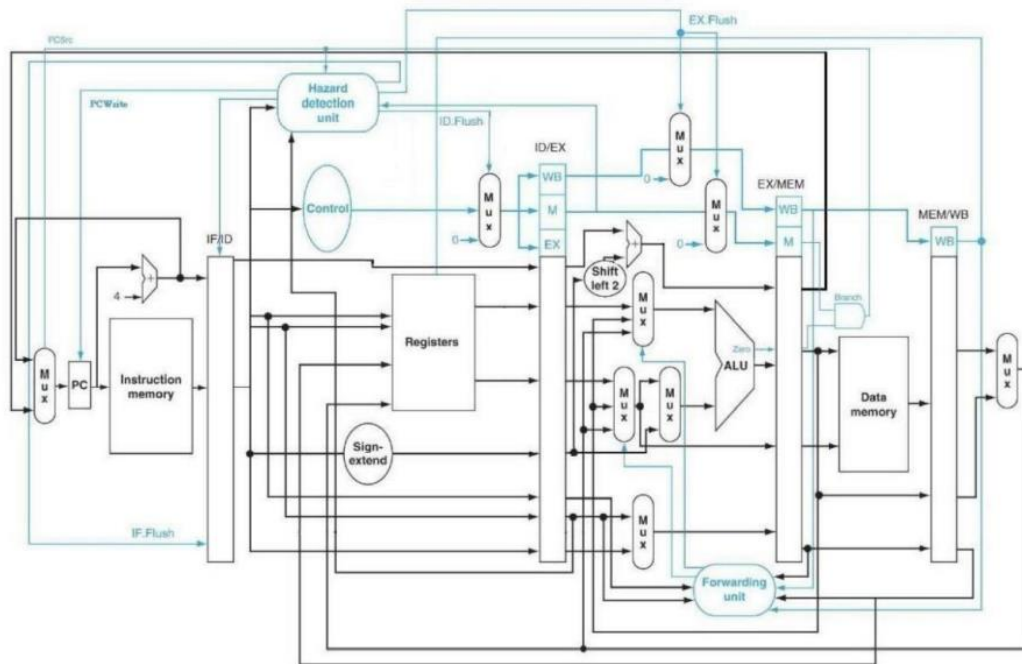 EX.Flush
PCSrc
Hazard
detection
unit
PCWrite
ID.Flush
M
u
x
ID/EX
WB
M
EX
Control
M
u
x
0
0
M
u
x
0
EX/MEM
WB
M
MEM/WB
WB
IF/ID
+
4
+
Shift
left 2
M
u
x
Branch
Registers
Zero
ALU
M
u
x
PC
Instruction
memory
M
u
x
M
u
x
Data
memory
M
u
x
Sign-
extend
M
u
x
IF.Flush
Forwarding
unit